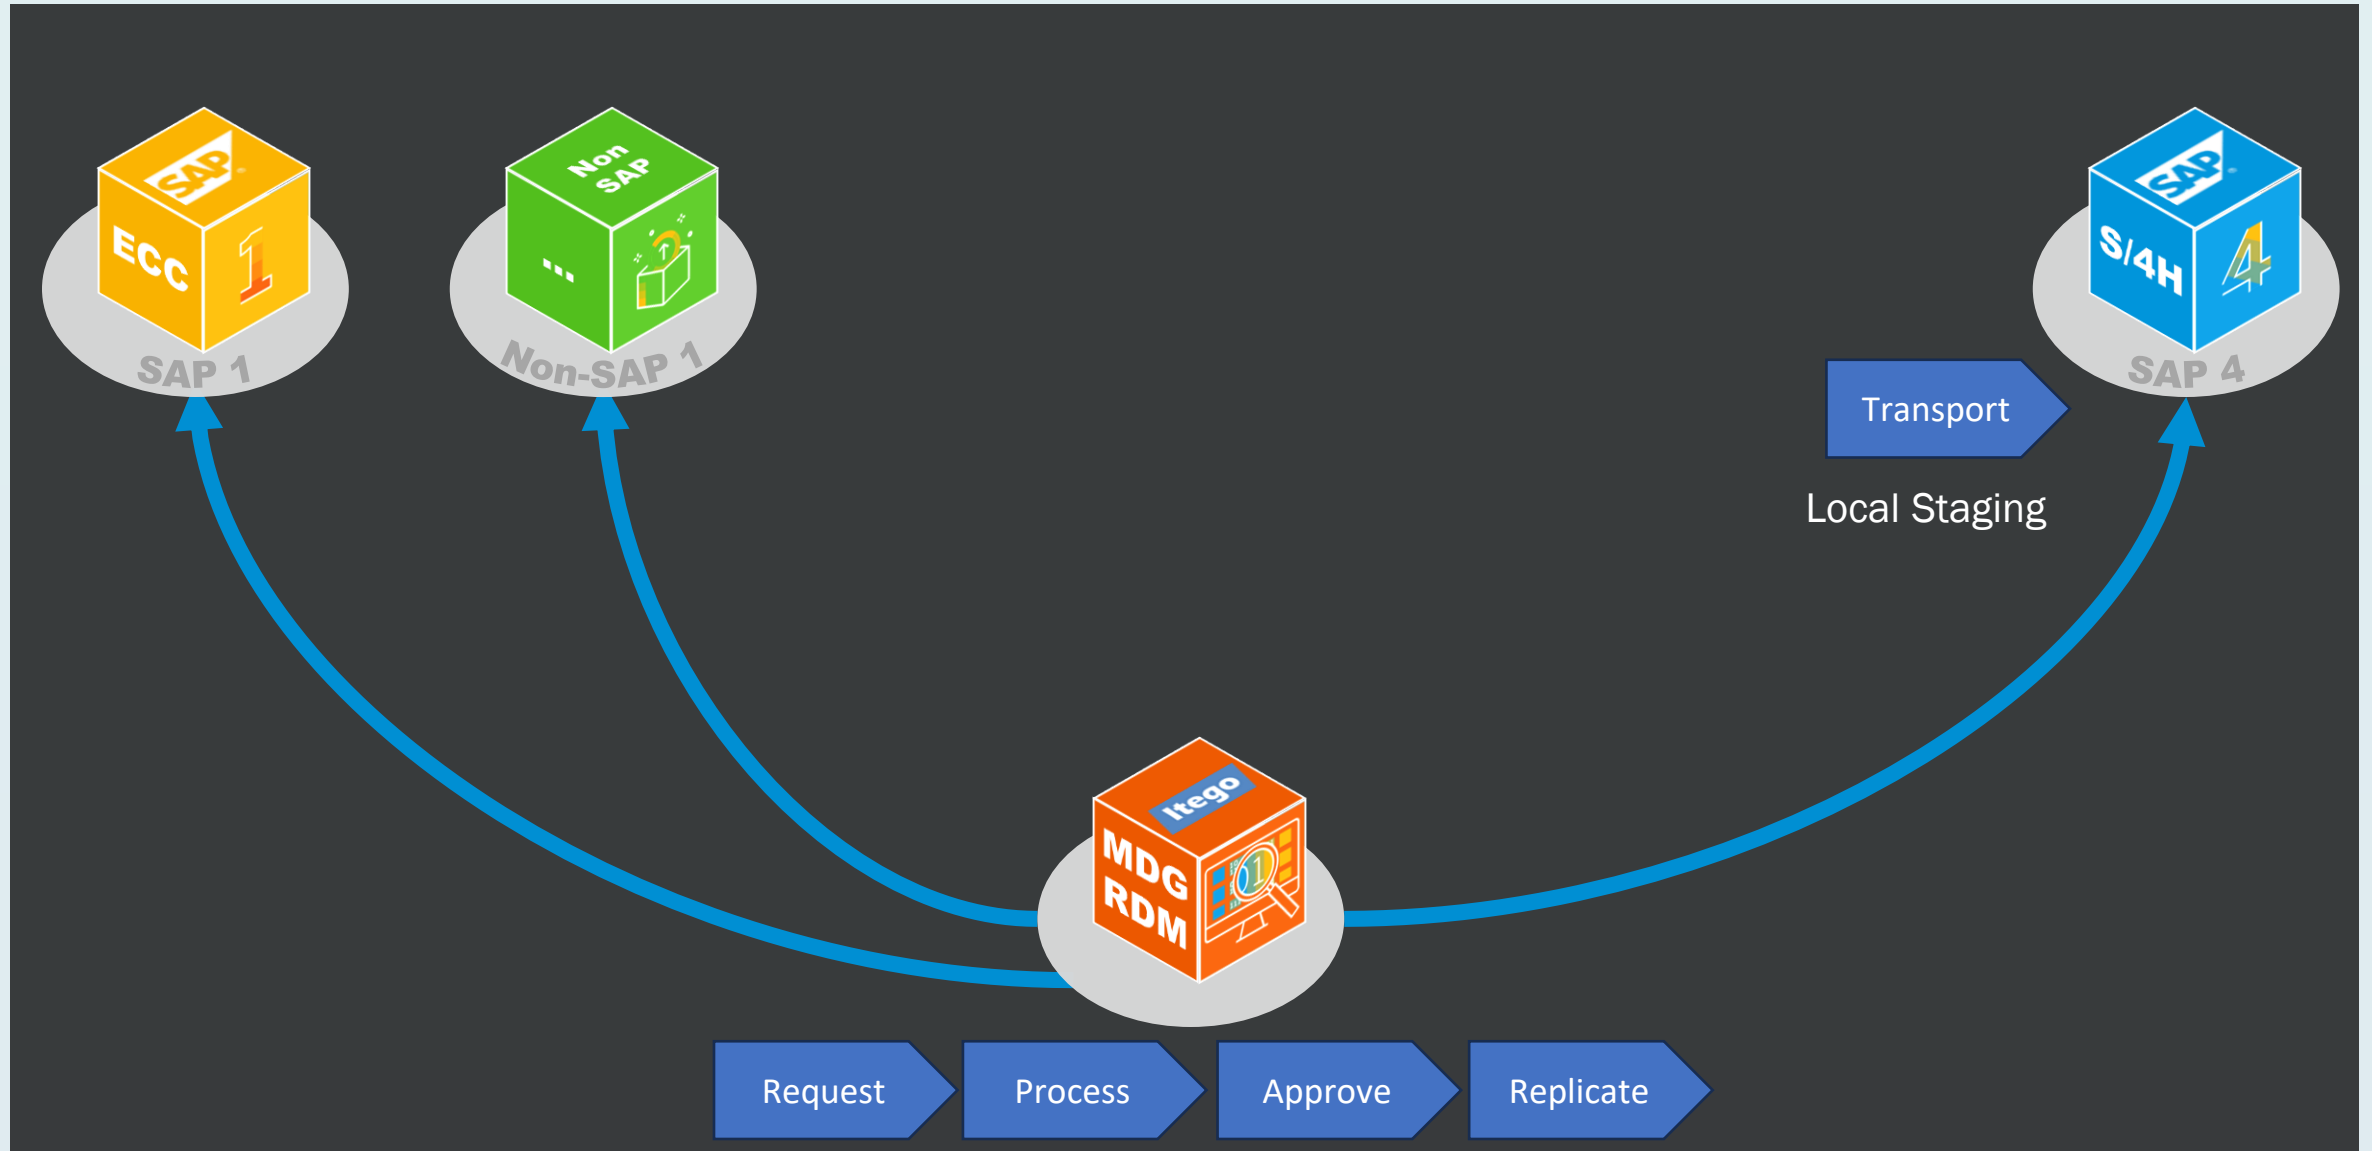 SAP
ECC
1
SAP 1
Non
SAP
...
Non-SAP 1
SAP
S/4H
4
SAP 4
Transport
Local Staging
Itego
MDG
RDM
1
Request
Process
Approve
Replicate